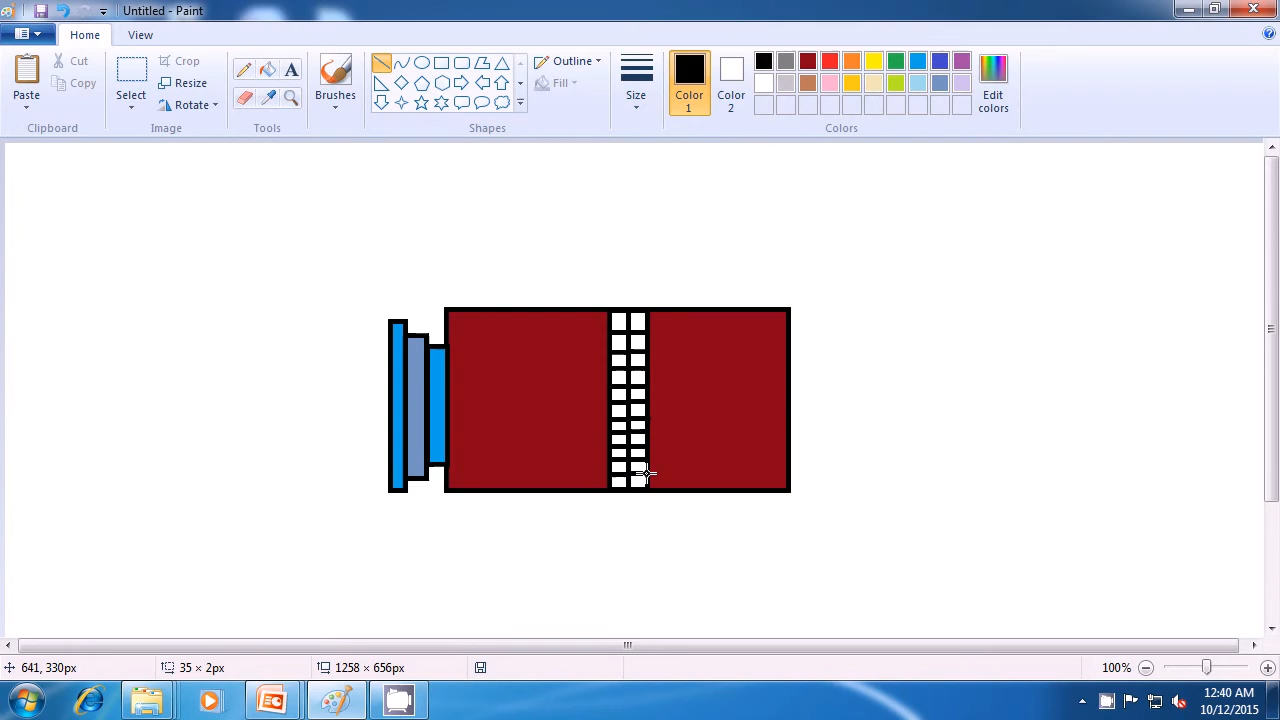 Untitled - Paint
Home View
Paste
Cut
Copy
Clipboard
Select
Crop
Resize
Rotate
Image
A
Tools
Brushes
Outline
Fill
Shapes
Size
Color
1
Color
2
Edit
colors
Colors
641, 330px 35 × 2px 1258 × 656px 100%
12:40 AM
10/12/2015